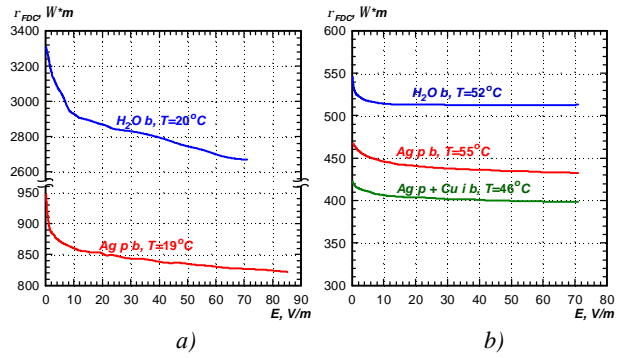 r FDC, W*m
3400
3200
3000
2800
2600
950
900
850
800
H2O b, T=20°C
Ag p b, T=19°C
0 10 20 30 40 50 60 70 80 90
E, V/m
a)
r FDC, W*m
600
550
500
450
400
350
300
H2O b, T=52°C
Ag p b, T=55°C
Ag p + Cu i b, T=46°C
0 10 20 30 40 50 60 70 80
E, V/m
b)